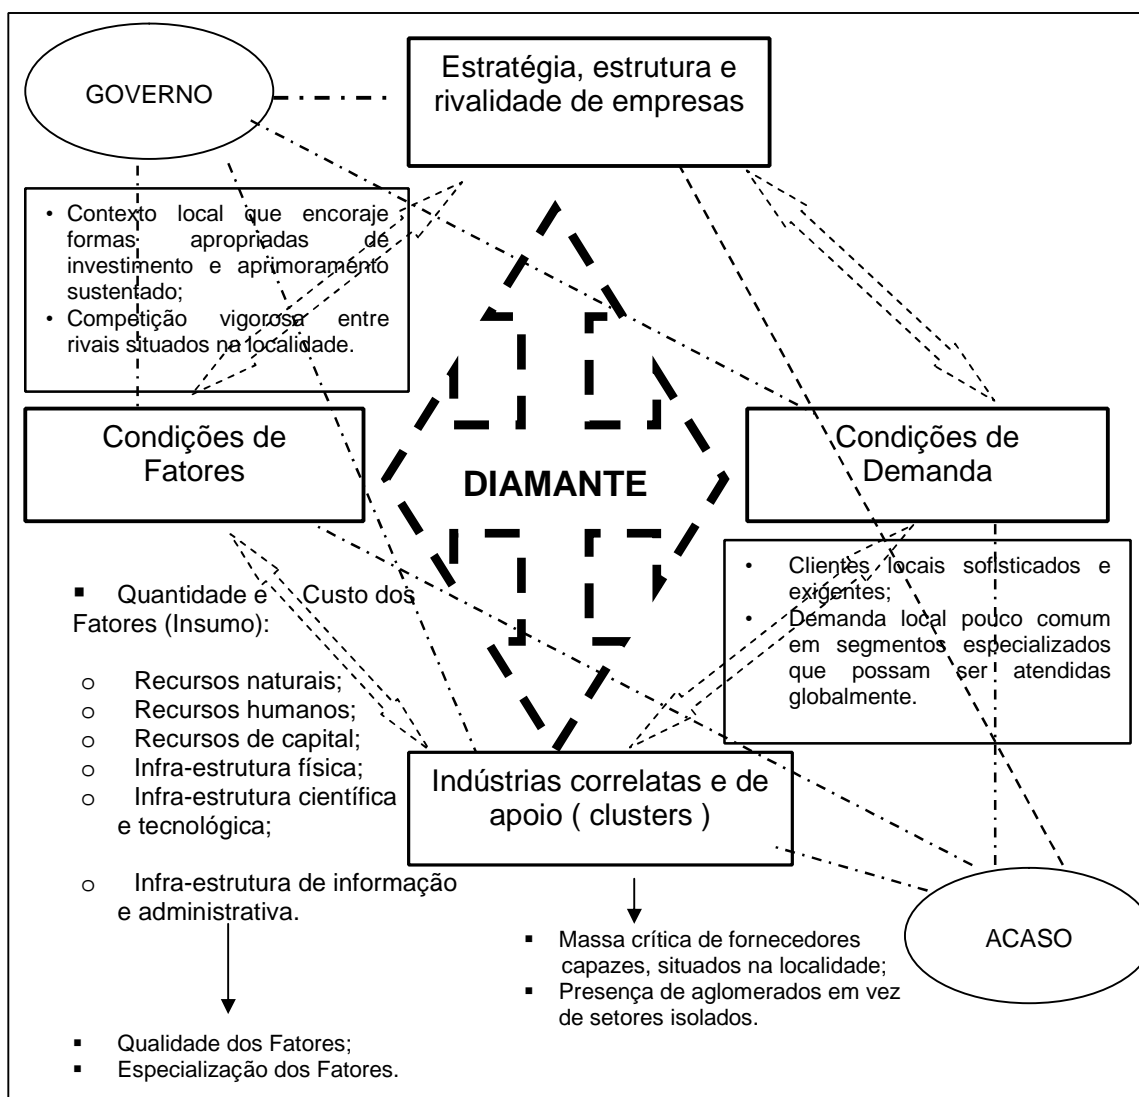 GOVERNO
Estratégia, estrutura e
rivalidade de empresas
• Contexto local que encoraje
formas apropriadas de
investimento e aprimoramento
sustentado;
• Competição vigorosa entre
rivais situados na localidade.
Condições de
Fatores
DIAMANTE
Condições de
Demanda
• Clientes locais sofisticados e
exigentes;
• Demanda local pouco comum
em segmentos especializados
que possam ser atendidas
globalmente.
▪ Quantidade e Custo dos
Fatores (Insumo):
o Recursos naturais;
o Recursos humanos;
o Recursos de capital;
o Infra-estrutura física;
o Infra-estrutura científica
e tecnológica;
o Infra-estrutura de informação
e administrativa.
Indústrias correlatas e de
apoio ( clusters )
ACASO
▪ Massa crítica de fornecedores
capazes, situados na localidade;
▪ Presença de aglomerados em vez
de setores isolados.
▪ Qualidade dos Fatores;
▪ Especialização dos Fatores.